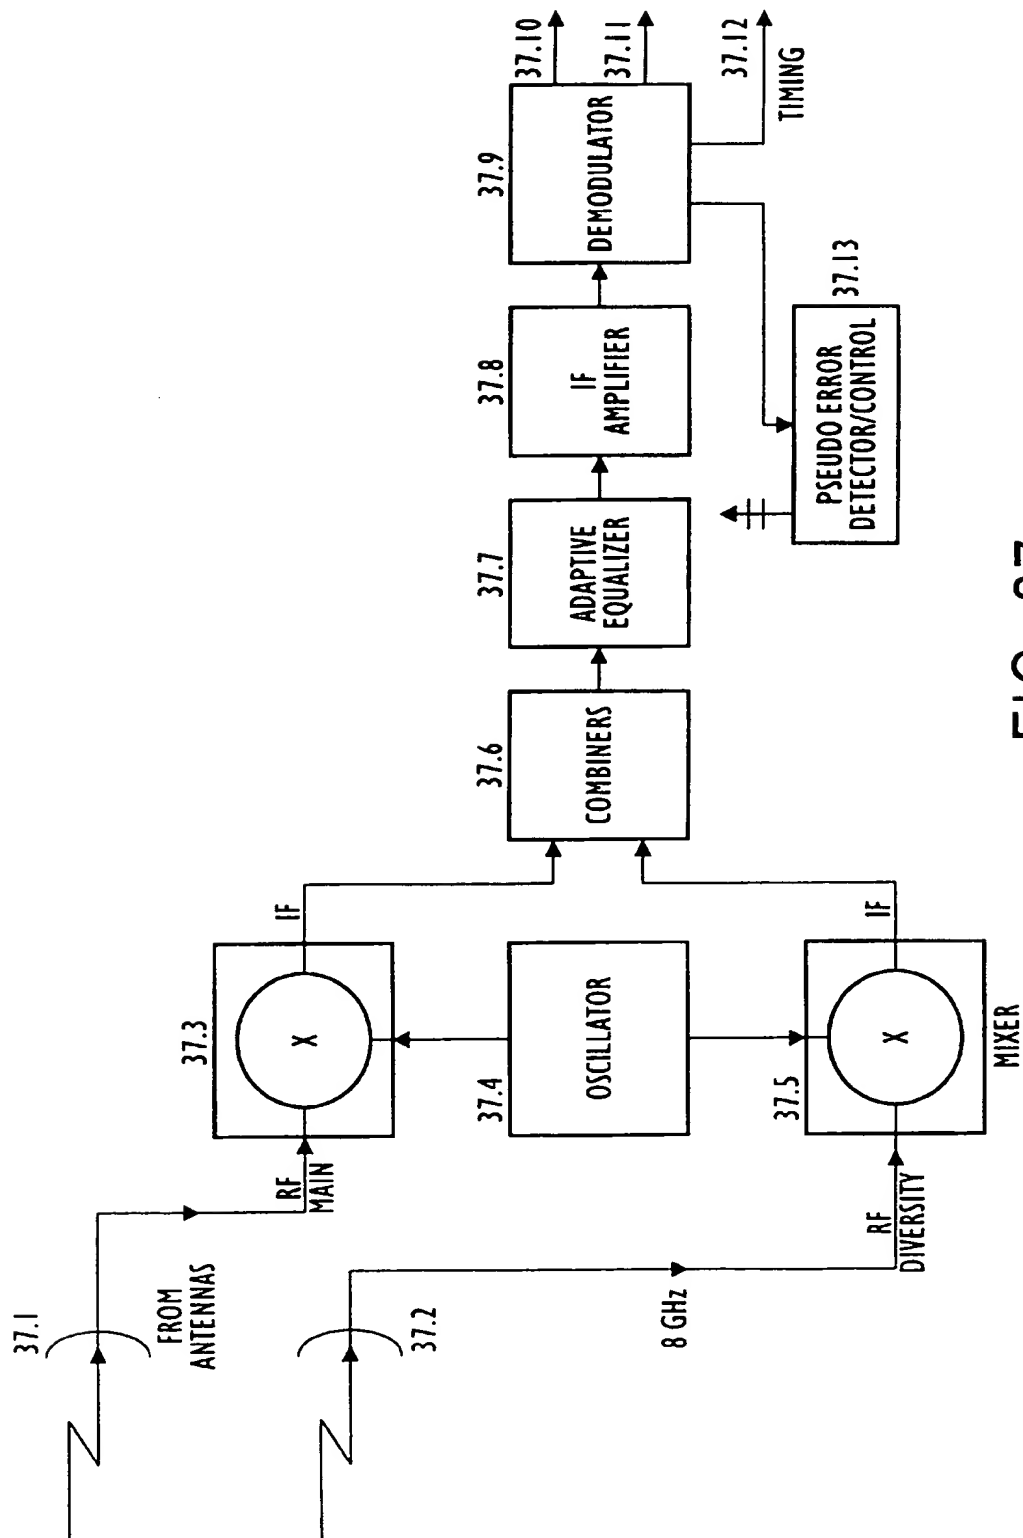 37.1
FROM
ANTENNAS
37.2
8 GHz
RF
MAIN
RF
DIVERSITY
37.3
X
37.4
OSCILLATOR
37.5
X
MIXER
IF
IF
37.6
COMBINERS
37.7
ADAPTIVE
EQUALIZER
37.8
IF
AMPLIFIER
37.9
DEMODULATOR
37.10
37.11
37.12
TIMING
37.13
PSEUDO ERROR
DETECTOR/CONTROL